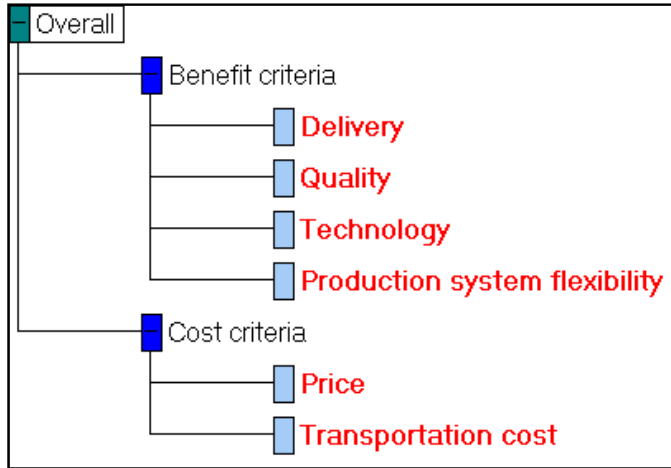 Overall
Benefit criteria
Delivery
Quality
Technology
Production system flexibility
Cost criteria
Price
Transportation cost